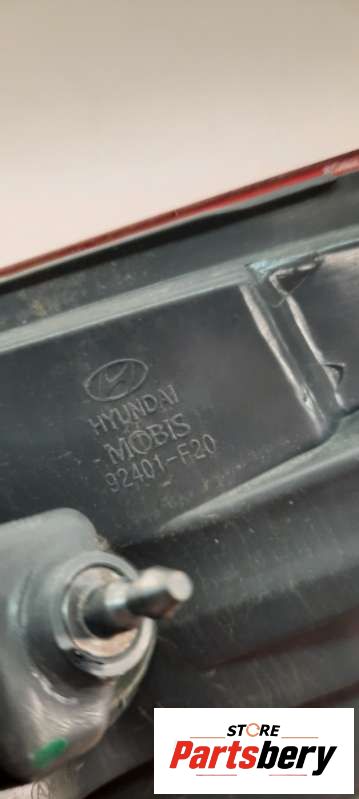 HYUNDAI
MOBIS
92401-F20
STORE
Partsbery